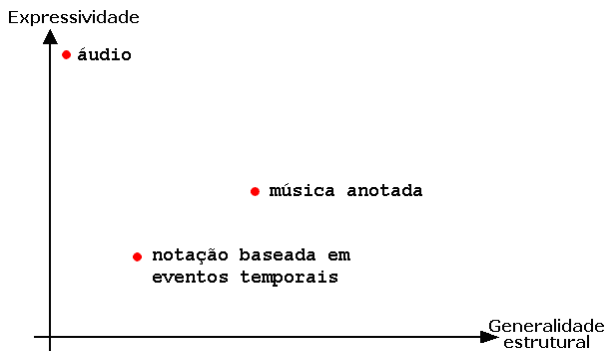 Expressividade
áudio
música anotada
notação baseada em
eventos temporais
Generalidade
estrutural